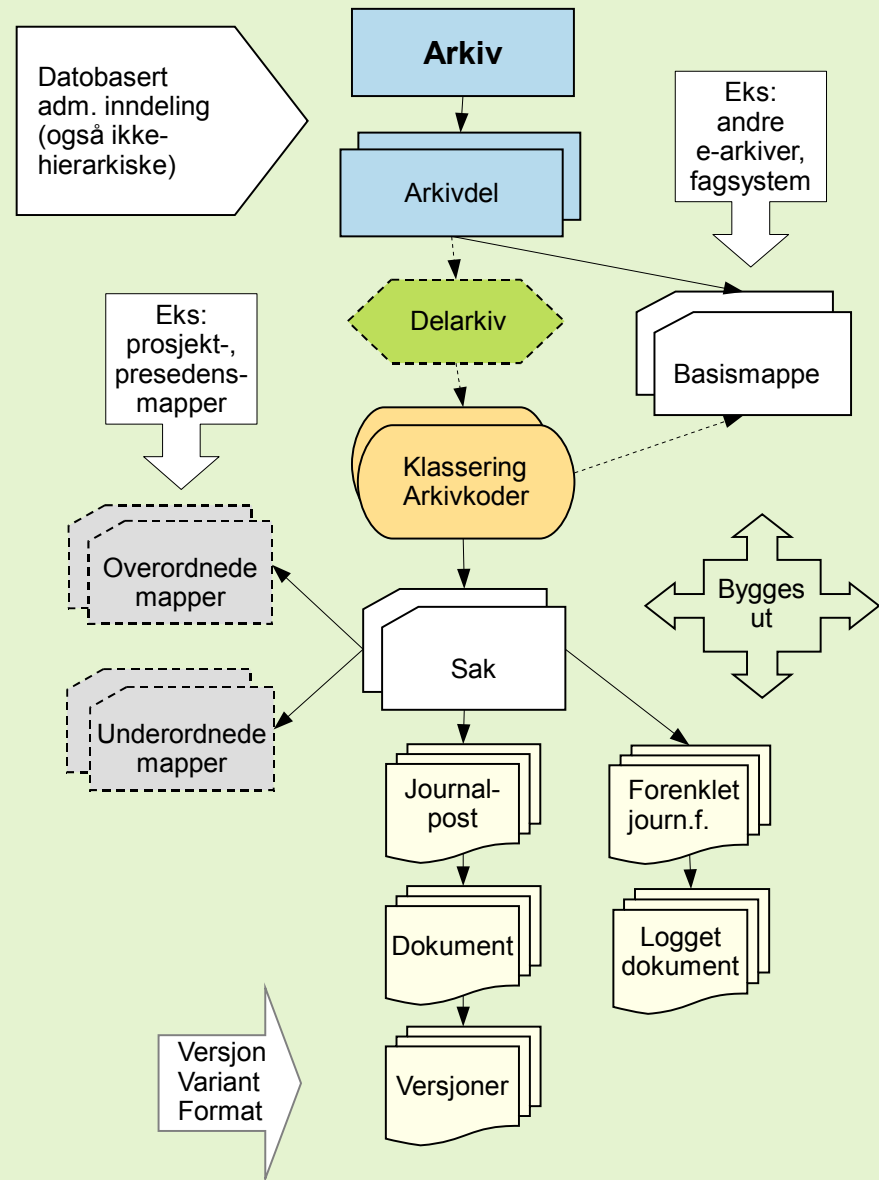 Arkiv
Datobasert
adm. inndeling
(også ikke-
hierarkiske)
Eks:
andre
e-arkiver,
fagsystem
Arkivdel
Delarkiv
Eks:
prosjekt-,
presedens-
mapper
Basismappe
Klassering
Arkivkoder
Overordnede
mapper
Bygges
ut
Sak
Underordnede
mapper
Journal-
post
Forenklet
journ.f.
Dokument
Logget
dokument
Versjon
Variant
Format
Versjoner